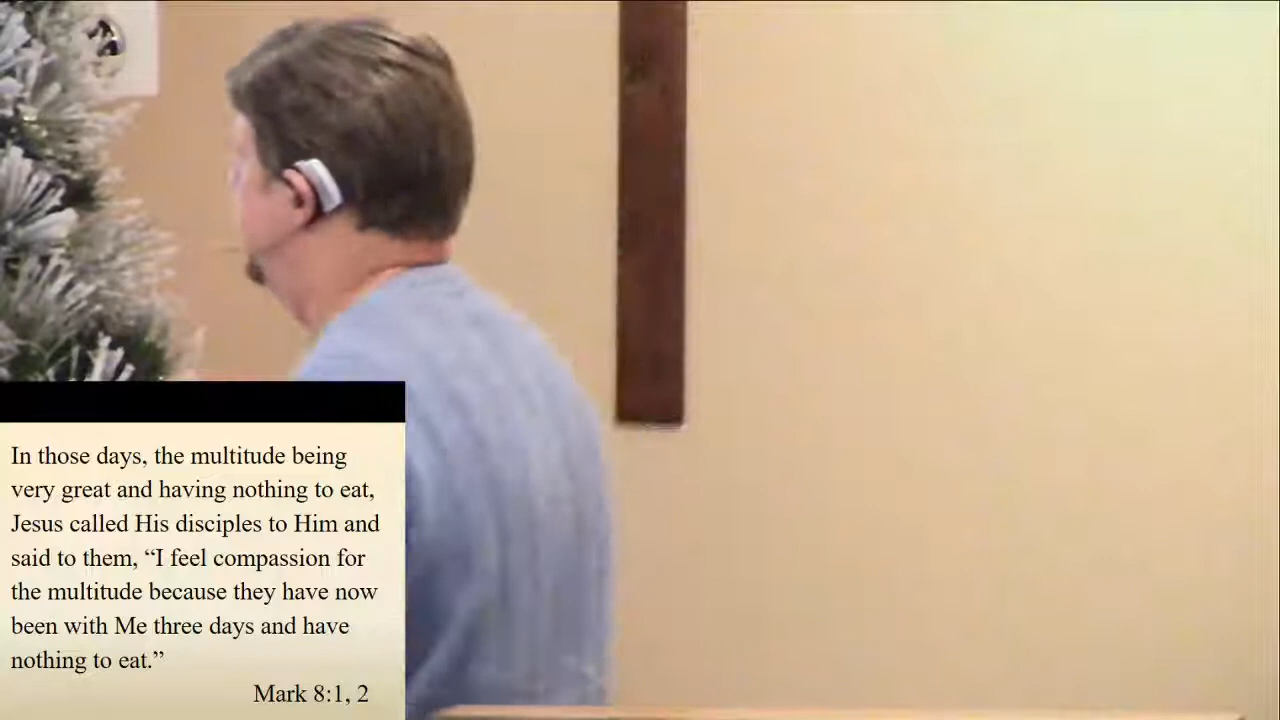 In those days, the multitude being
very great and having nothing to eat,
Jesus called His disciples to Him and
said to them, “I feel compassion for
the multitude because they have now
been with Me three days and have
nothing to eat.”
Mark 8:1, 2